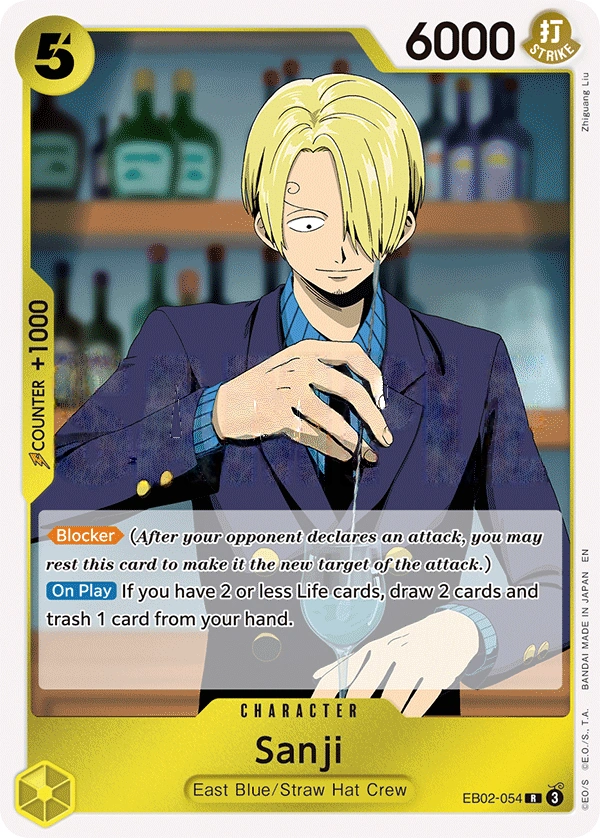 5
6000
打
STRIKE
Zhiguang Liu
COUNTER +1000
Blocker (After your opponent declares an attack, you may
rest this card to make it the new target of the attack.)
On Play If you have 2 or less Life cards, draw 2 cards and
trash 1 card from your hand.
CHARACTER
Sanji
East Blue/Straw Hat Crew
EB02-054 R 3
©EO/S ©E.O./S., T.A. BANDAI MADE IN JAPAN EN